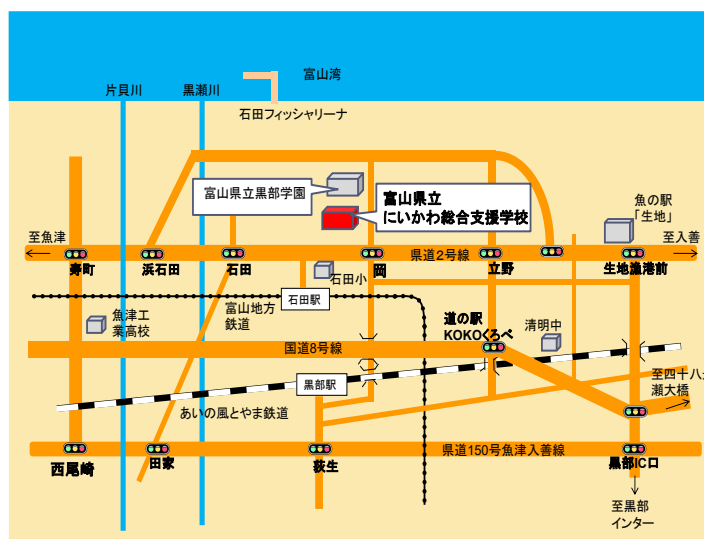 富山湾
片貝川
黒瀬川
石田フィッシャリーナ
富山県立黒部学園
富山県立
にいかわ総合支援学校
魚の駅
「生地」
至魚津
至入善
県道2号線
寿町
浜石田
石田
岡
立野
生地漁港前
石田小
石田駅
富山地方
鉄道
魚津工
業高校
道の駅
KOKOくろべ
清明中
国道8号線
黒部駅
至四十八ヶ
瀬大橋
あいの風とやま鉄道
県道150号魚津入善線
西尾崎
田家
荻生
黒部IC口
至黒部
インター